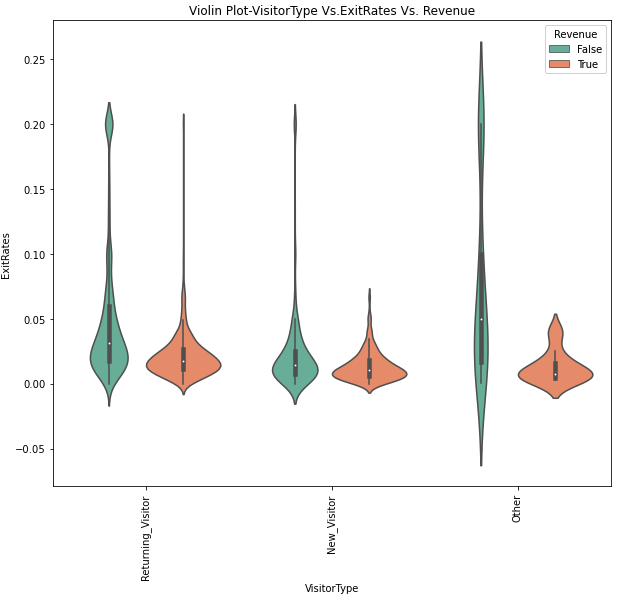 Violin Plot-VisitorType Vs.ExitRates Vs. Revenue
Revenue
False
True
0.25
0.20
0.15
0.10
0.05
0.00
−0.05
ExitRates
Returning_Visitor
New_Visitor
Other
VisitorType